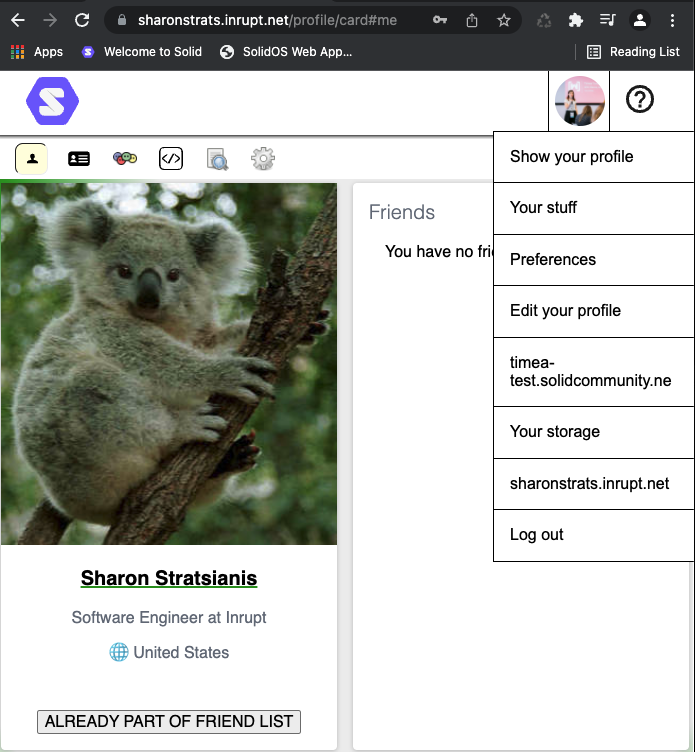 sharonstrats.inrupt.net/profile/card#me
Apps Welcome to Solid SolidOS Web App... Reading List
Show your profile
Your stuff
Preferences
Edit your profile
timea-
test.solidcommunity.ne
Your storage
sharonstrats.inrupt.net
Log out
Friends
You have no frie
Sharon Stratsianis
Software Engineer at Inrupt
United States
ALREADY PART OF FRIEND LIST